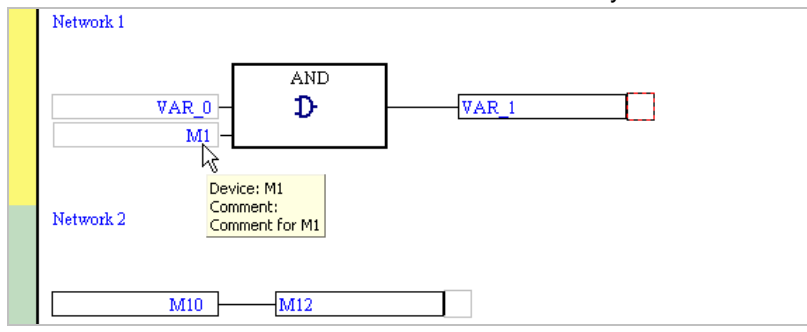 Network 1
AND
VAR_0
VAR_1
M1
Device: M1
Comment:
Comment for M1
Network 2
M10
M12